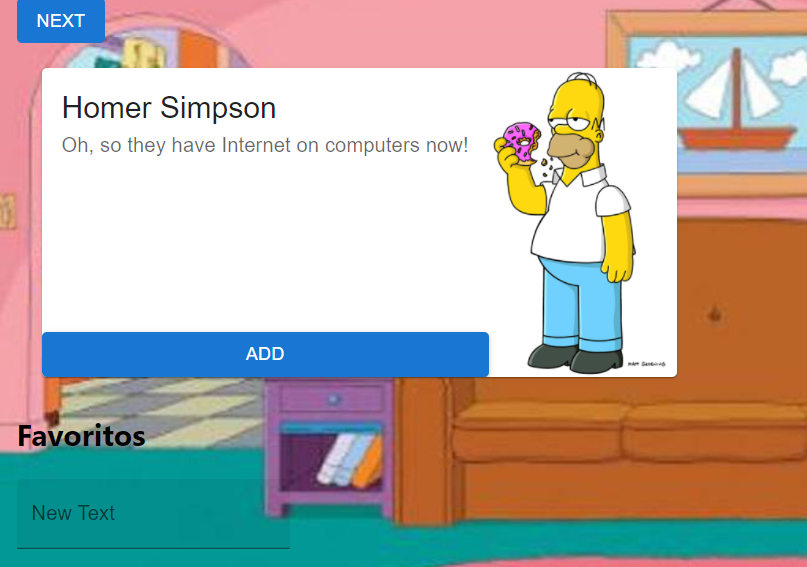 NEXT
Homer Simpson
Oh, so they have Internet on computers now!
ADD
Favoritos
New Text